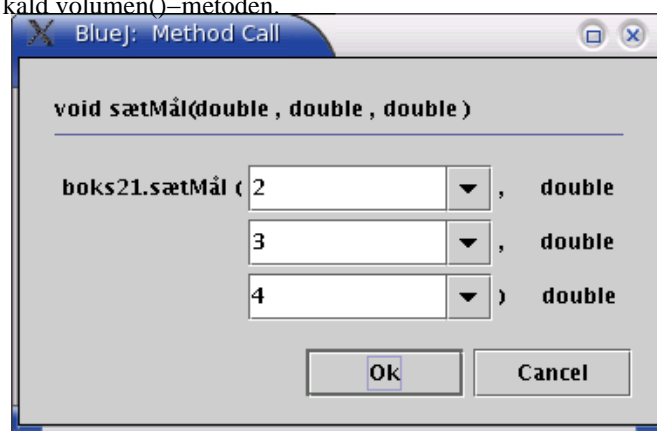 kald volumen()–metoden.
BlueJ: Method Call
void sætMål(double , double , double )
boks21.sætMål ( 2 , double
3 , double
4 ) double
Ok Cancel